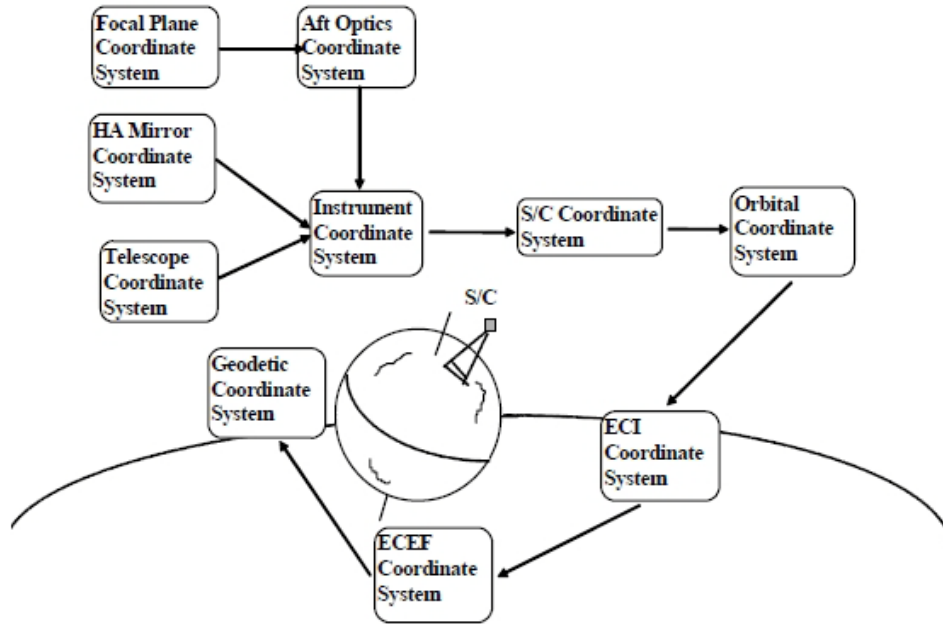 Focal Plane
Coordinate
System
Aft Optics
Coordinate
System
HA Mirror
Coordinate
System
Telescope
Coordinate
System
Instrument
Coordinate
System
S/C Coordinate
System
Orbital
Coordinate
System
S/C
Geodetic
Coordinate
System
ECI
Coordinate
System
ECEF
Coordinate
System